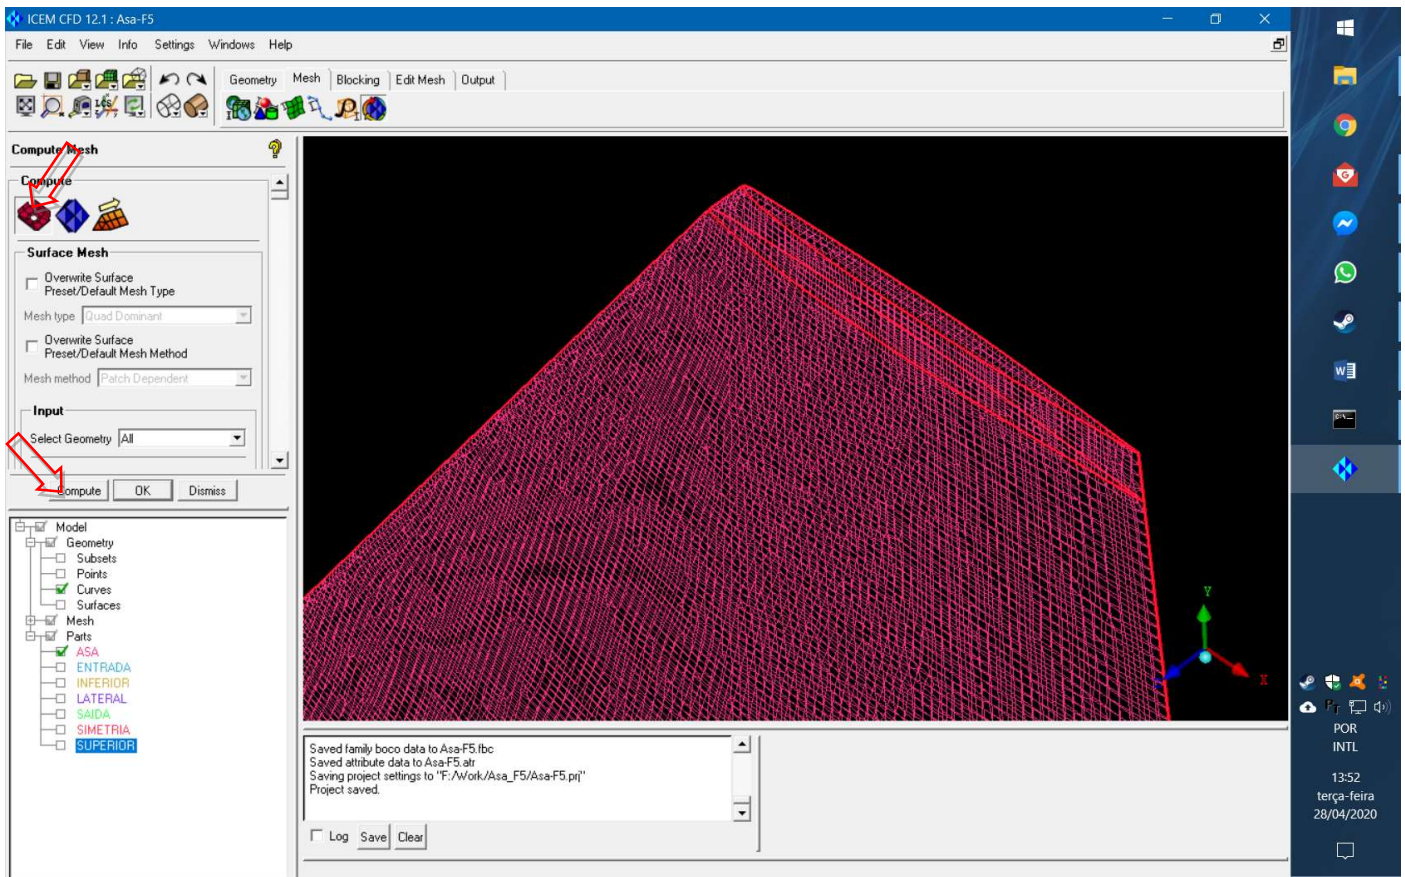 ICEM CFD 12.1 : Asa-F5
File Edit View Info Settings Windows Help
Geometry Mesh Blocking Edit Mesh Output
Compute Mesh
Compute
Surface Mesh
Overwrite Surface
Preset/Default Mesh Type
Mesh type Quad Dominant
Overwrite Surface
Preset/Default Mesh Method
Mesh method Patch Dependent
Input
Select Geometry All
Compute OK Dismiss
Model
Geometry
Subsets
Points
Curves
Surfaces
Mesh
Parts
ASA
ENTRADA
INFERIOR
LATERAL
SAIDA
SIMETRIA
SUPERIOR
Y
X
Saved family boco data to Asa-F5.fbc
Saved attribute data to Asa-F5.atr
Saving project settings to "F:/Work/Asa_F5/Asa-F5.prj"
Project saved.
Log Save Clear
POR
INTL
13:52
terça-feira
28/04/2020